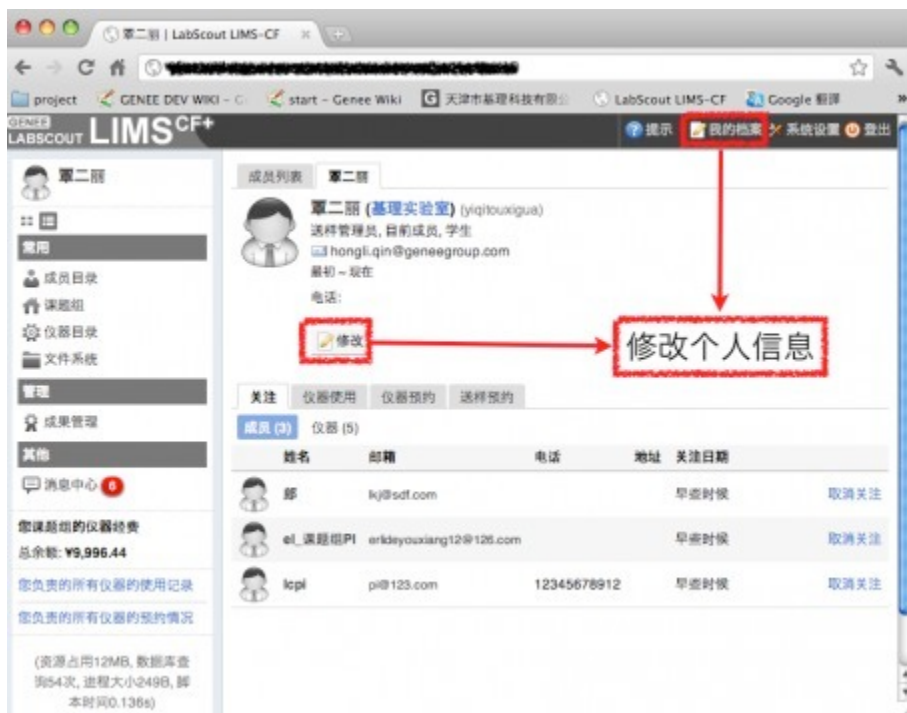 覃二丽 | LabScout LIMS-CF
project GENEE DEV WIKI – G start – Genee Wiki 天津市基理科技有限公 LabScout LIMS-CF Google 翻译
GENEE
LABSCOUT LIMS CF+
提示 我的档案 系统设置 登出
覃二丽
常用
成员目录
课题组
仪器目录
文件系统
管理
成果管理
其他
消息中心 6
您课题组的仪器经费
总余额: ¥9,996.44
您负责的所有仪器的使用记录
您负责的所有仪器的预约情况
(资源占用12MB, 数据库查
询54次, 进程大小249B, 脚
本时间0.136s)
成员列表 覃二丽
覃二丽 (基理实验室) (yiqitouxigua)
送样管理员, 目前成员, 学生
hongli.qin@geneegroup.com
最初 ~ 现在
电话:
修改
修改个人信息
关注 仪器使用 仪器预约 送样预约
成员 (3) 仪器 (5)
姓名 邮箱 电话 地址 关注日期
lkj@sdf.com 早些时候 取消关注
el_课题组PI erldeyouxiang12@126.com 早些时候 取消关注
lcpi pi@123.com 12345678912 早些时候 取消关注